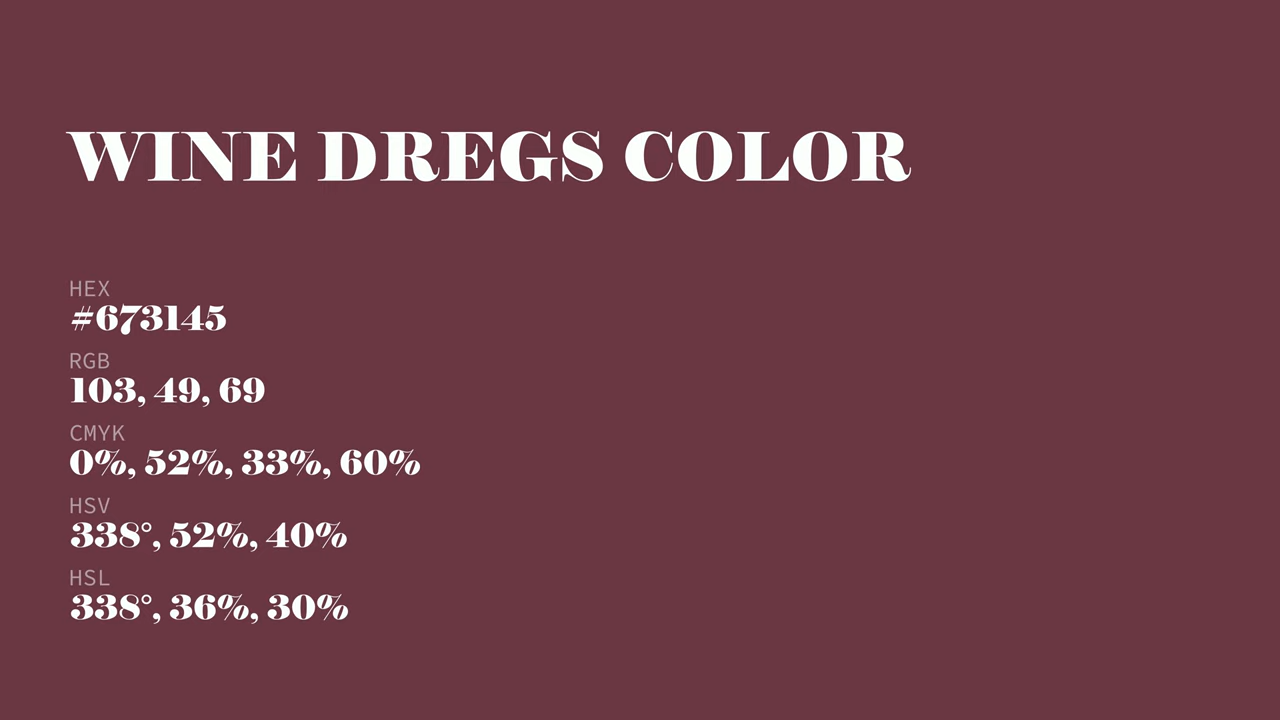 WINE DREGS COLOR
HEX
#673145
RGB
103, 49, 69
CMYK
0%, 52%, 33%, 60%
HSV
338°, 52%, 40%
HSL
338°, 36%, 30%